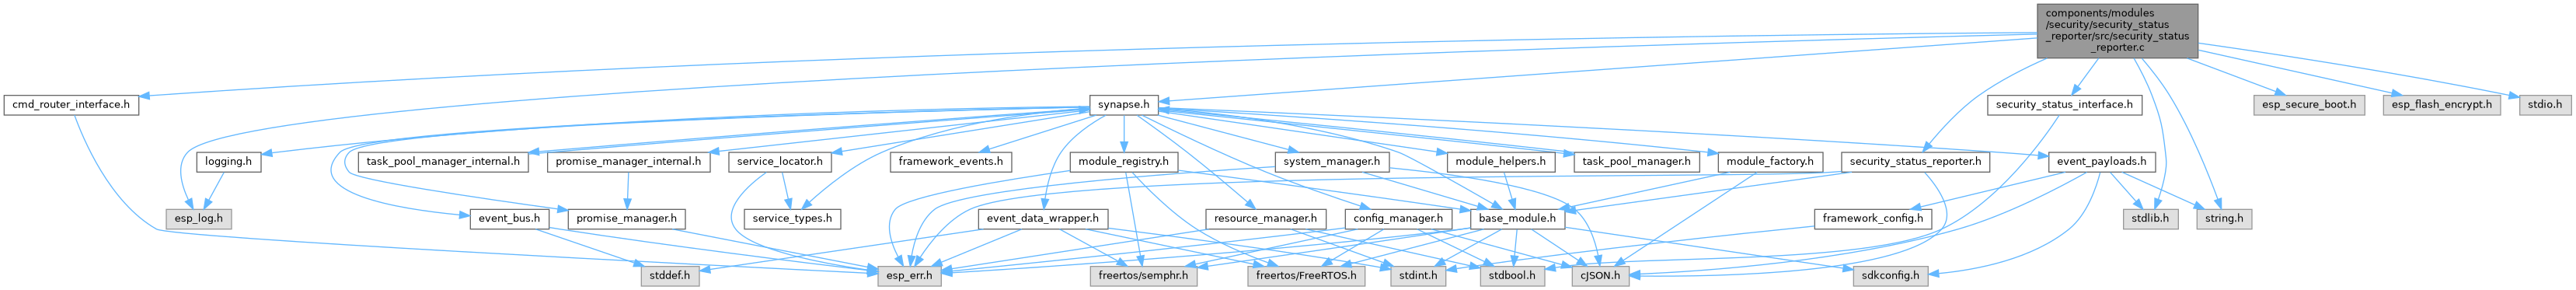 components/modules
/security/security_status
_reporter/src/security_status
_reporter.c
cmd_router_interface.h
synapse.h
security_status_interface.h
esp_secure_boot.h
esp_flash_encrypt.h
stdio.h
logging.h
task_pool_manager_internal.h
promise_manager_internal.h
service_locator.h
framework_events.h
module_registry.h
system_manager.h
module_helpers.h
task_pool_manager.h
module_factory.h
security_status_reporter.h
event_payloads.h
esp_log.h
event_bus.h
promise_manager.h
service_types.h
event_data_wrapper.h
resource_manager.h
config_manager.h
base_module.h
framework_config.h
stdlib.h
string.h
stddef.h
esp_err.h
freertos/semphr.h
freertos/FreeRTOS.h
stdint.h
stdbool.h
cJSON.h
sdkconfig.h